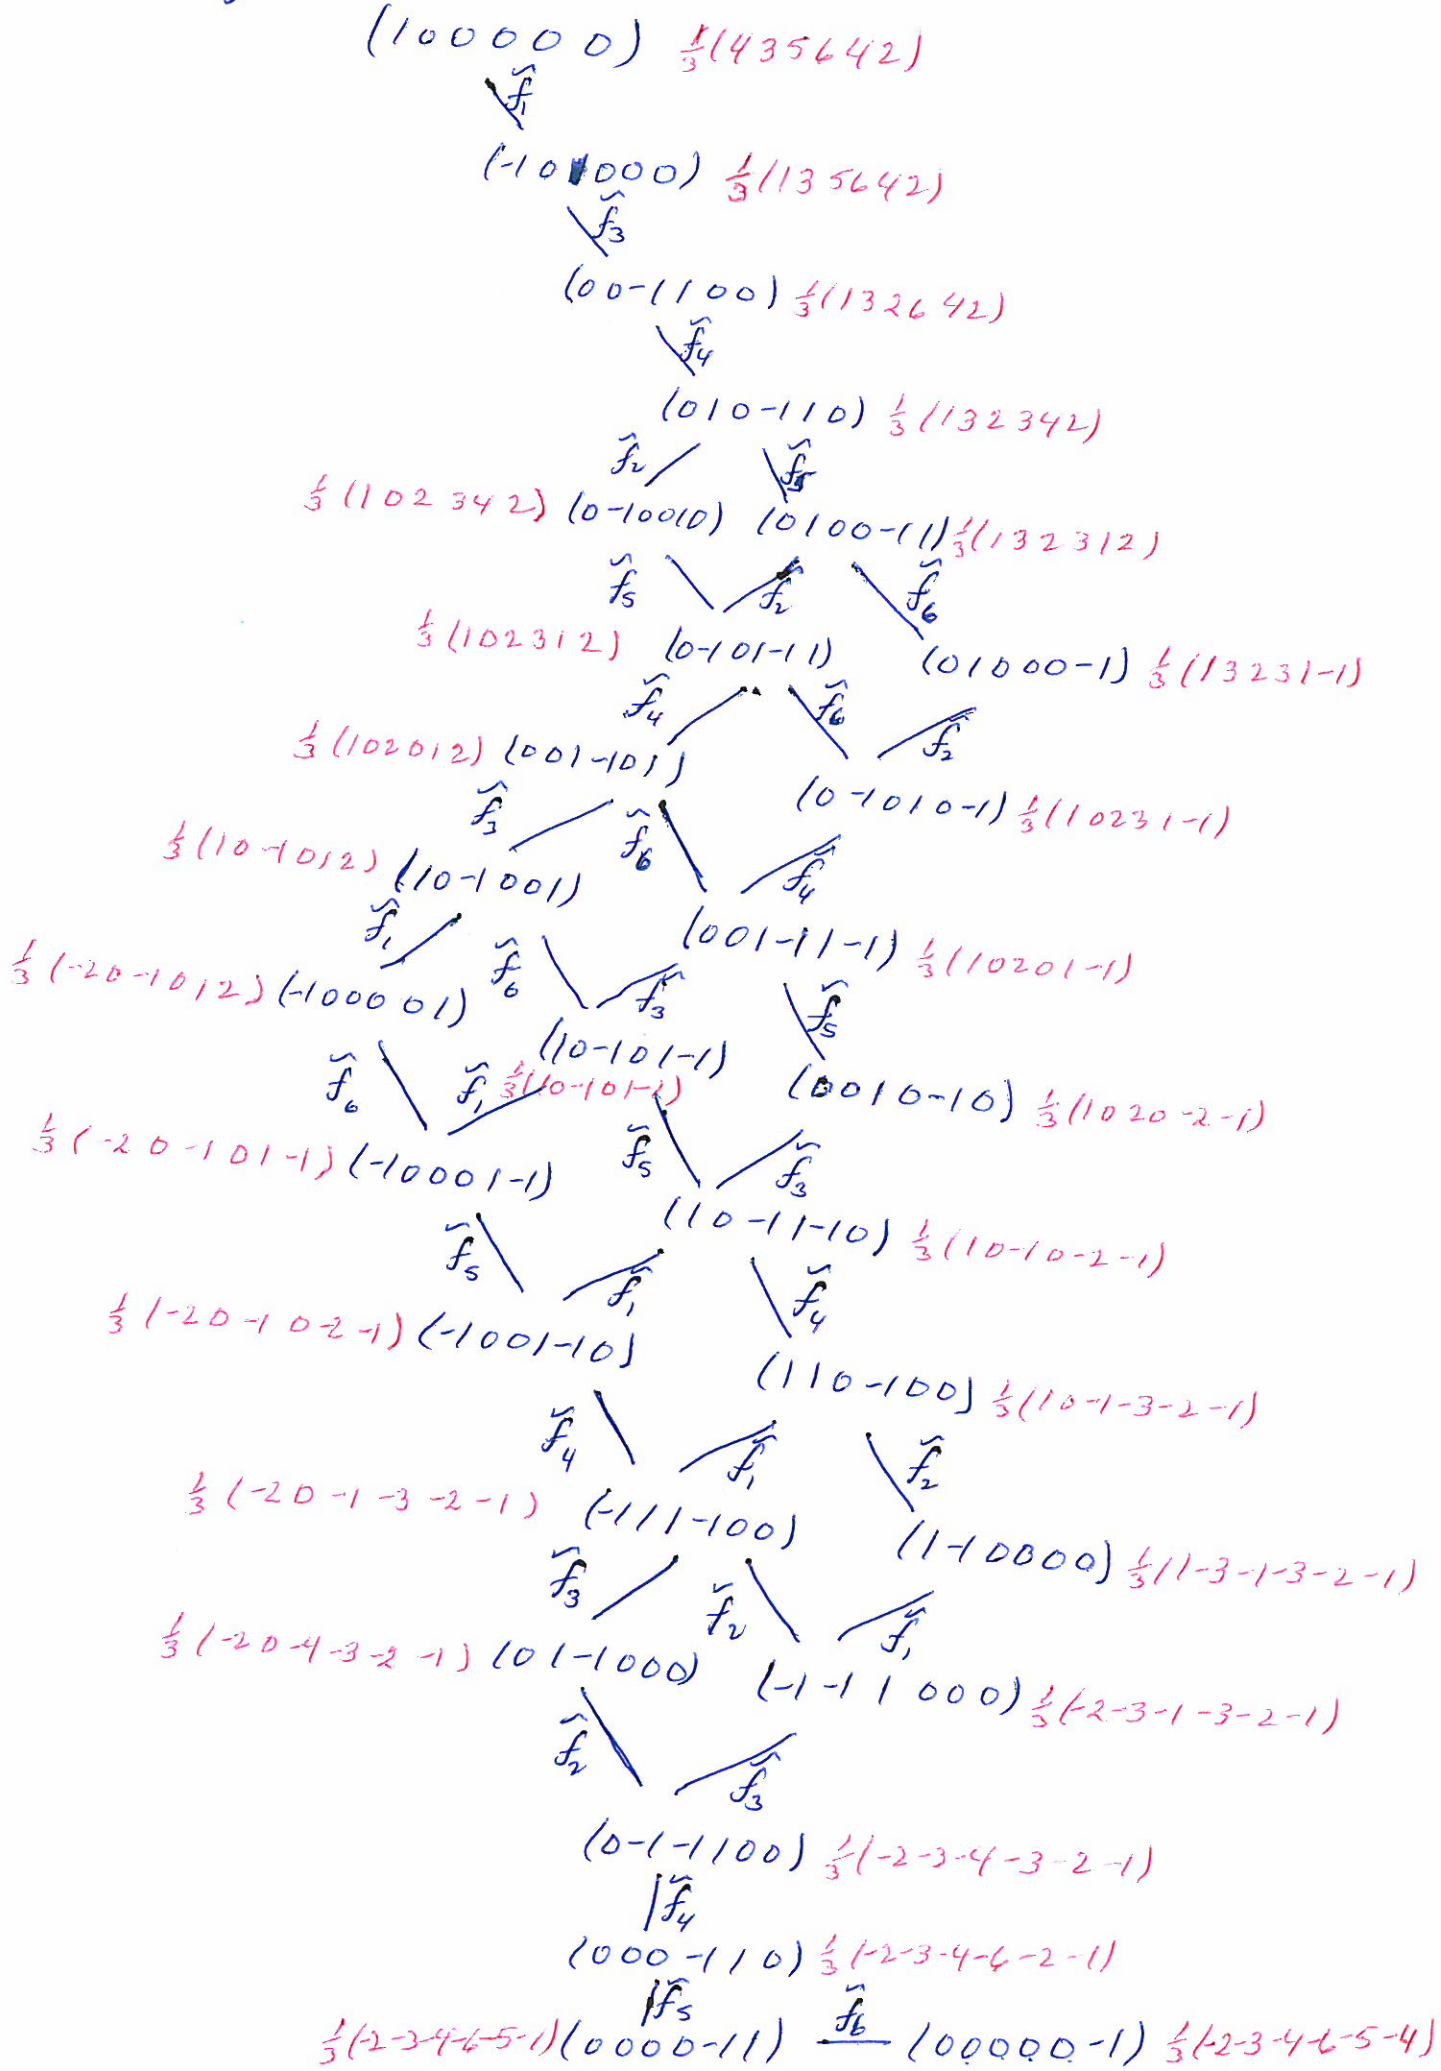 (100000) 1/3(435642)
f̃1
(-101000) 1/3(135642)
f̃3
(00-1100) 1/3(132642)
f̃4
(010-110) 1/3(132342)
f̃2 f̃5
1/3(102342) (0-10010) (0100-11) 1/3(132312)
f̃5 f̃2 f̃6
1/3(102312) (0-101-11) (01000-1) 1/3(13231-1)
f̃4 f̃6 f̃2
1/3(102012) (001-101) (0-1010-1) 1/3(10231-1)
f̃3 f̃6 f̃4
1/3(10-1012) (10-1001) (001-11-1) 1/3(10201-1)
f̃1 f̃6 f̃3 f̃5
1/3(-20-1012) (-100001) (10-101-1) (0010-10) 1/3(1020-2-1)
f̃6 f̃1 1/3(10-101-1)
1/3(-20-101-1) (-10001-1) f̃5 f̃3
(10-11-10) 1/3(10-10-2-1)
f̃5 f̃1 f̃4
1/3(-20-10-2-1) (-1001-10) (110-100) 1/3(10-1-3-2-1)
f̃4 f̃1 f̃2
1/3(-20-1-3-2-1) (-111-100) (1-10000) 1/3(1-3-1-3-2-1)
f̃3 f̃2 f̃1
1/3(-20-4-3-2-1) (01-1000) (-1-11000) 1/3(-2-3-1-3-2-1)
f̃2 f̃3
(0-1-1100) 1/3(-2-3-4-3-2-1)
f̃4
(000-110) 1/3(-2-3-4-6-2-1)
f̃5 f̃6
1/3(-2-3-4-6-5-1) (0000-11) (00000-1) 1/3(-2-3-4-6-5-4)